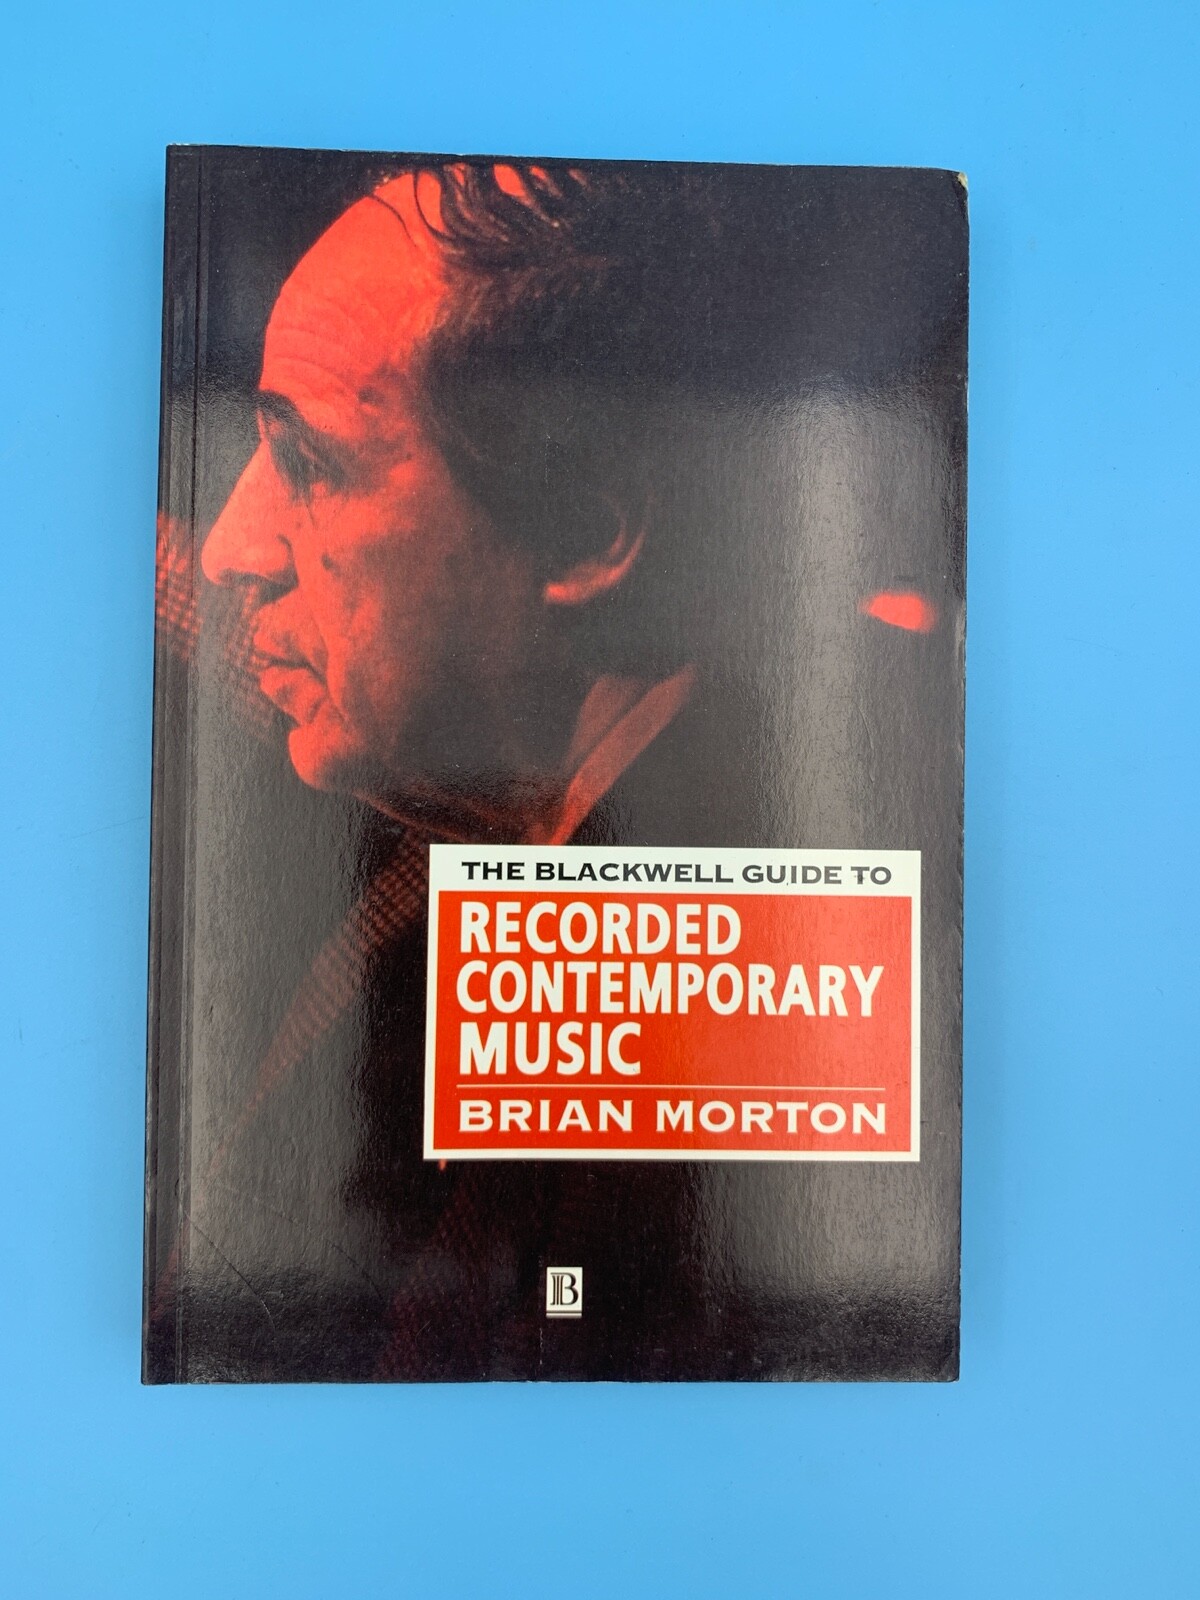 THE BLACKWELL GUIDE TO
RECORDED
CONTEMPORARY
MUSIC
BRIAN MORTON
B